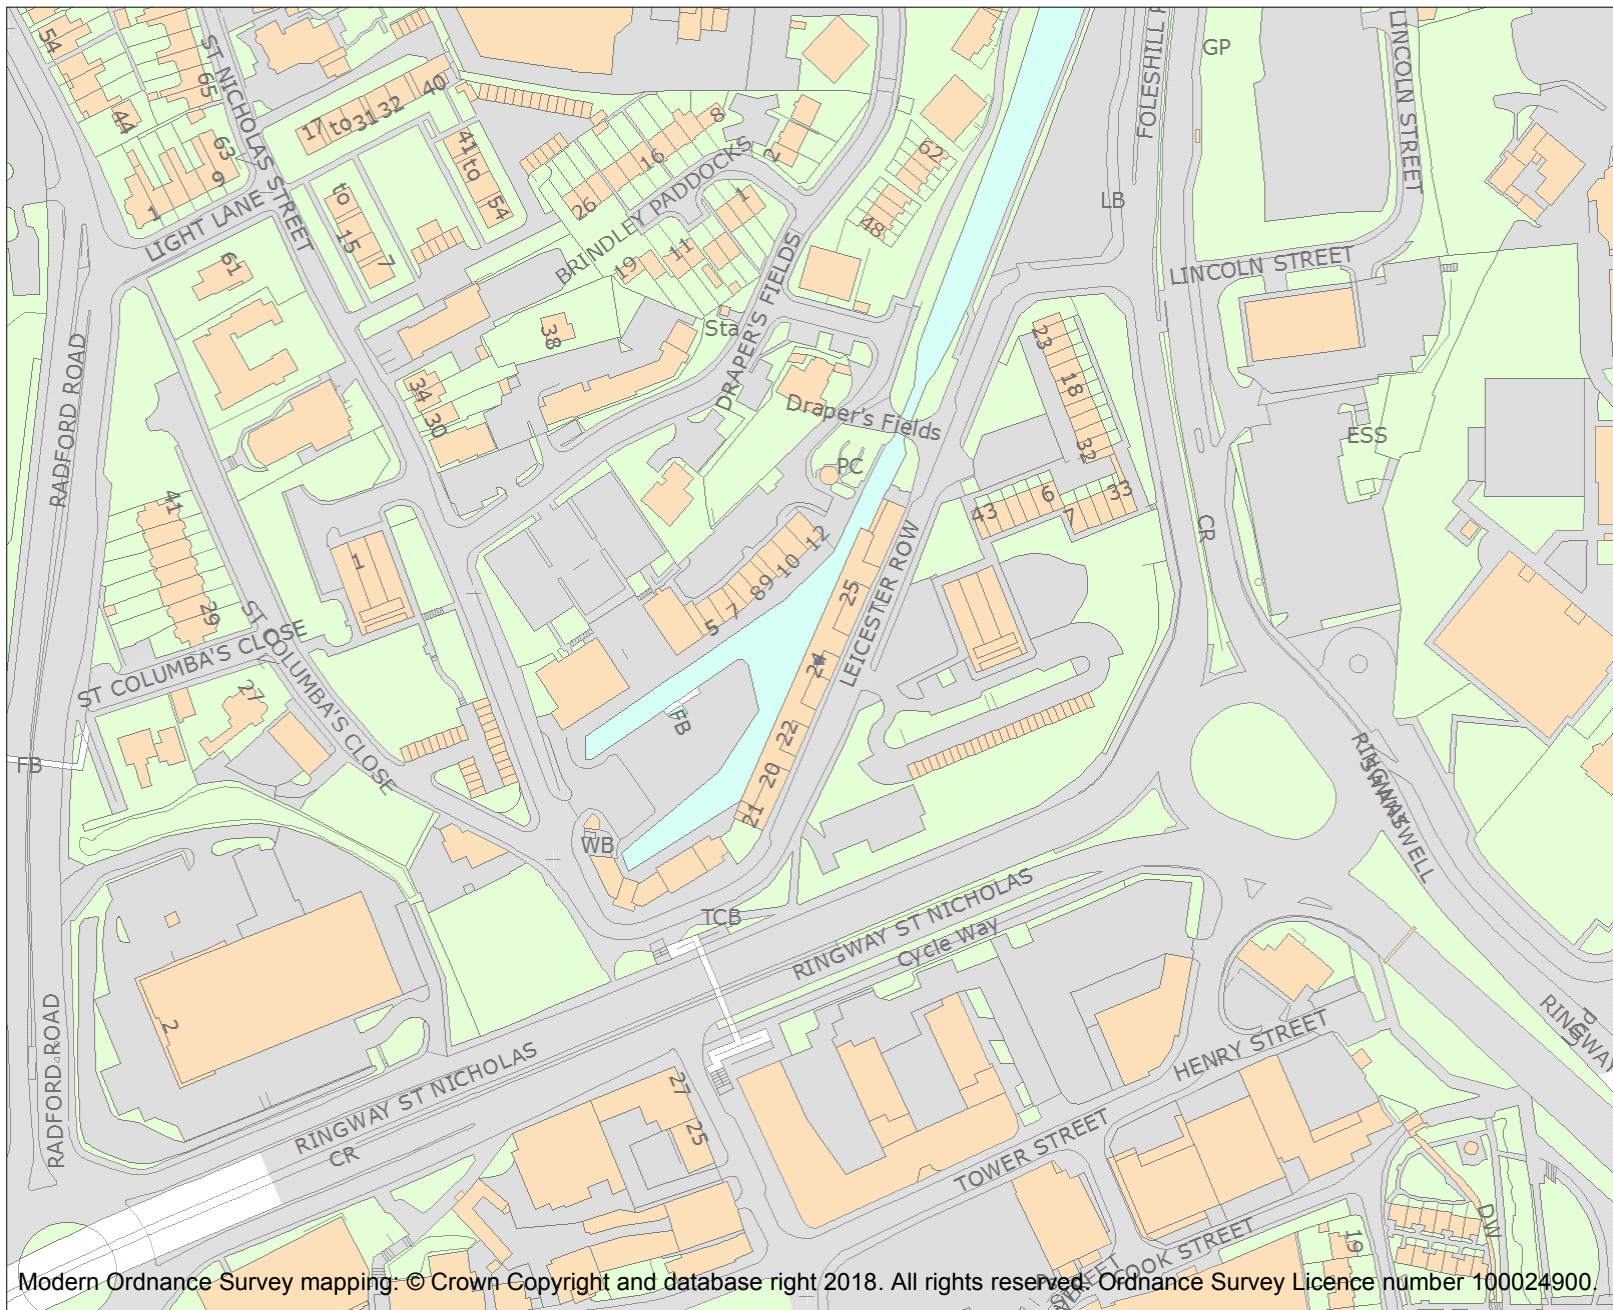 54
ST NICHOLAS STREET
65
44
63
9
1
LIGHT LANE
17 to 31
32
40
41 to
54
to
15
7
61
8
16
26
2
BRINDLEY PADDOCKS
1
11
19
62
48
FOLESHILL
GP
LINCOLN STREET
LB
LINCOLN STREET
RADFORD ROAD
38
Sta
DRAPER'S FIELDS
34
30
Draper's Fields
PC
23
18
32
33
6
7
43
ESS
CR
41
29
1
ST COLUMBA'S CLOSE
ST COLUMBA'S CLOSE
27
5
7
8
9
10
12
25
24
22
20
21
LEICESTER ROW
FB
FB
WB
TCB
RINGWAY ST NICHOLAS
Cycle Way
RINGWAY
SWANSWELL
RINGWAY
2
RADFORD ROAD
RINGWAY ST NICHOLAS
CR
27
25
HENRY STREET
TOWER STREET
COOK STREET
STREET
19
DW
Modern Ordnance Survey mapping: © Crown Copyright and database right 2018. All rights reserved. Ordnance Survey Licence number 100024900.